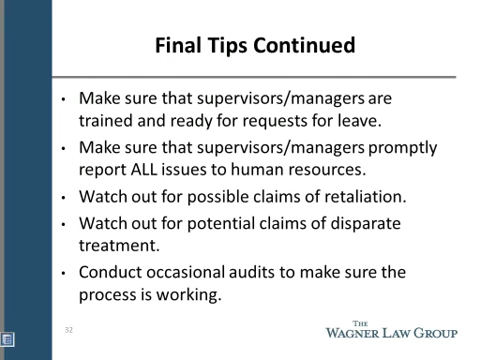 Final Tips Continued
• Make sure that supervisors/managers are
trained and ready for requests for leave.
• Make sure that supervisors/managers promptly
report ALL issues to human resources.
• Watch out for possible claims of retaliation.
• Watch out for potential claims of disparate
treatment.
• Conduct occasional audits to make sure the
process is working.
32
THE
WAGNER LAW GROUP